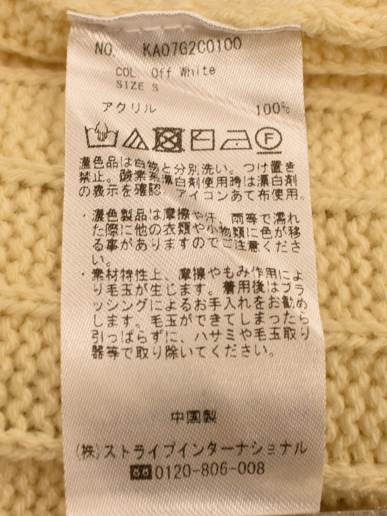 NO. KA07G2C0100
COL Off White
SIZE S
アクリル 100%
濃色品は白物と分別洗い。つけ置き
禁止。酸素系漂白剤使用時は漂白剤
の表示を確認 アイコンあて布使用。
・濃色製品は摩擦や汗、雨等で濡れ
た際に他の衣類や小物類に色が移
る事がありますのでご注意くださ
い。
・素材特性上、摩擦やもみ作用によ
り毛玉が生じます。着用後はブラ
ッシングによるお手入れをお勧め
します。毛玉ができてしまったら
引っぱらずに、ハサミや毛玉取り
器等で取り除いてください。
中国製
(株)ストライプインターナショナル
0120-806-008